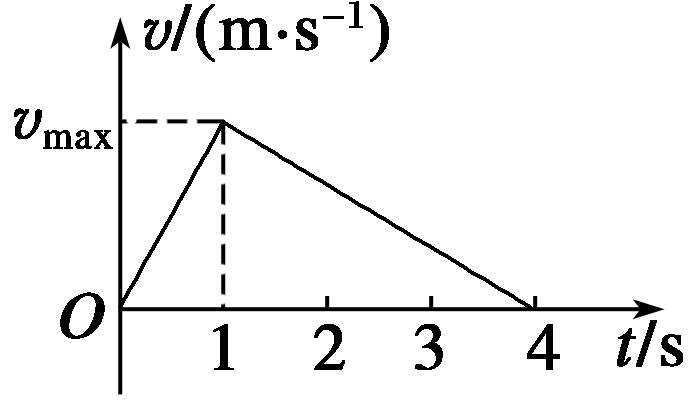 v/(m·s⁻¹)
v_max
O 1 2 3 4 t/s